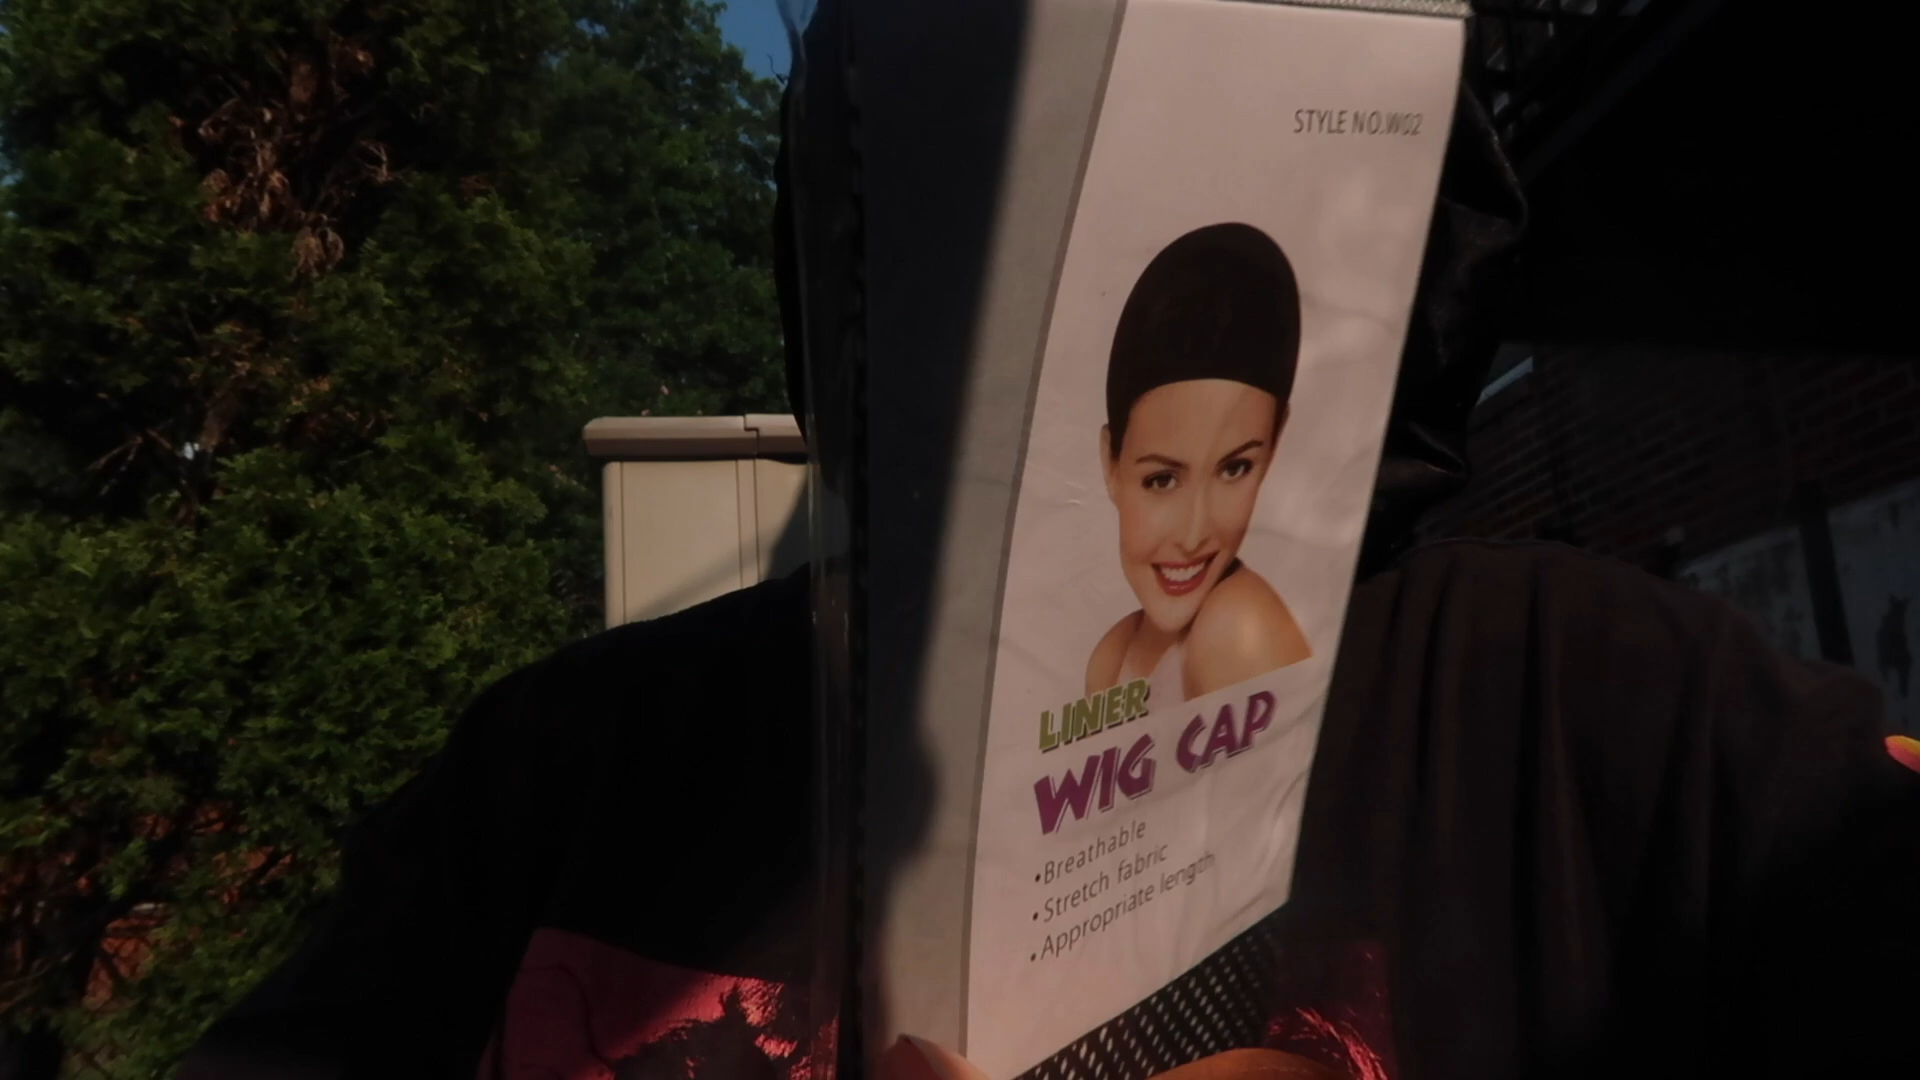 STYLE NO.W02
LINER
WIG CAP
•Breathable
•Stretch fabric
•Appropriate length